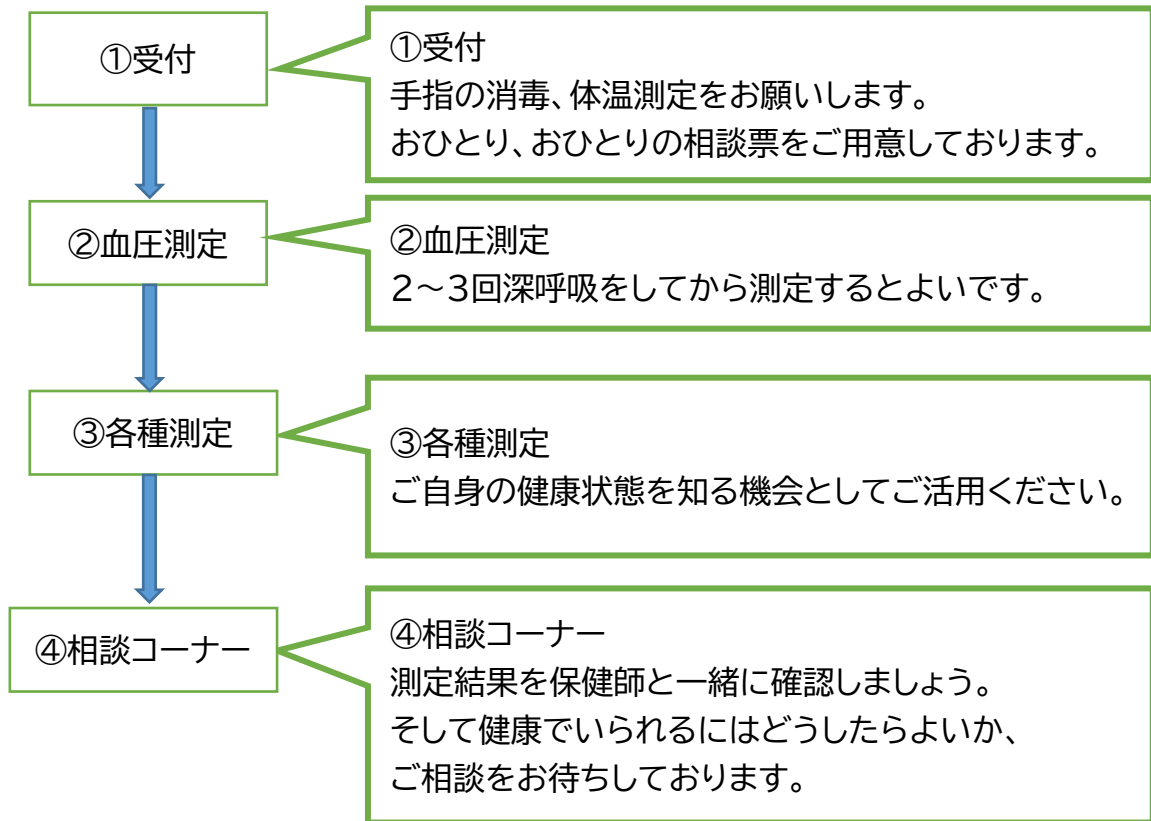 ①受付
①受付
手指の消毒、体温測定をお願いします。
おひとり、おひとりの相談票をご用意しております。
②血圧測定
②血圧測定
2~3回深呼吸をしてから測定するとよいです。
③各種測定
③各種測定
ご自身の健康状態を知る機会としてご活用ください。
④相談コーナー
④相談コーナー
測定結果を保健師と一緒に確認しましょう。
そして健康でいられるにはどうしたらよいか、
ご相談をお待ちしております。